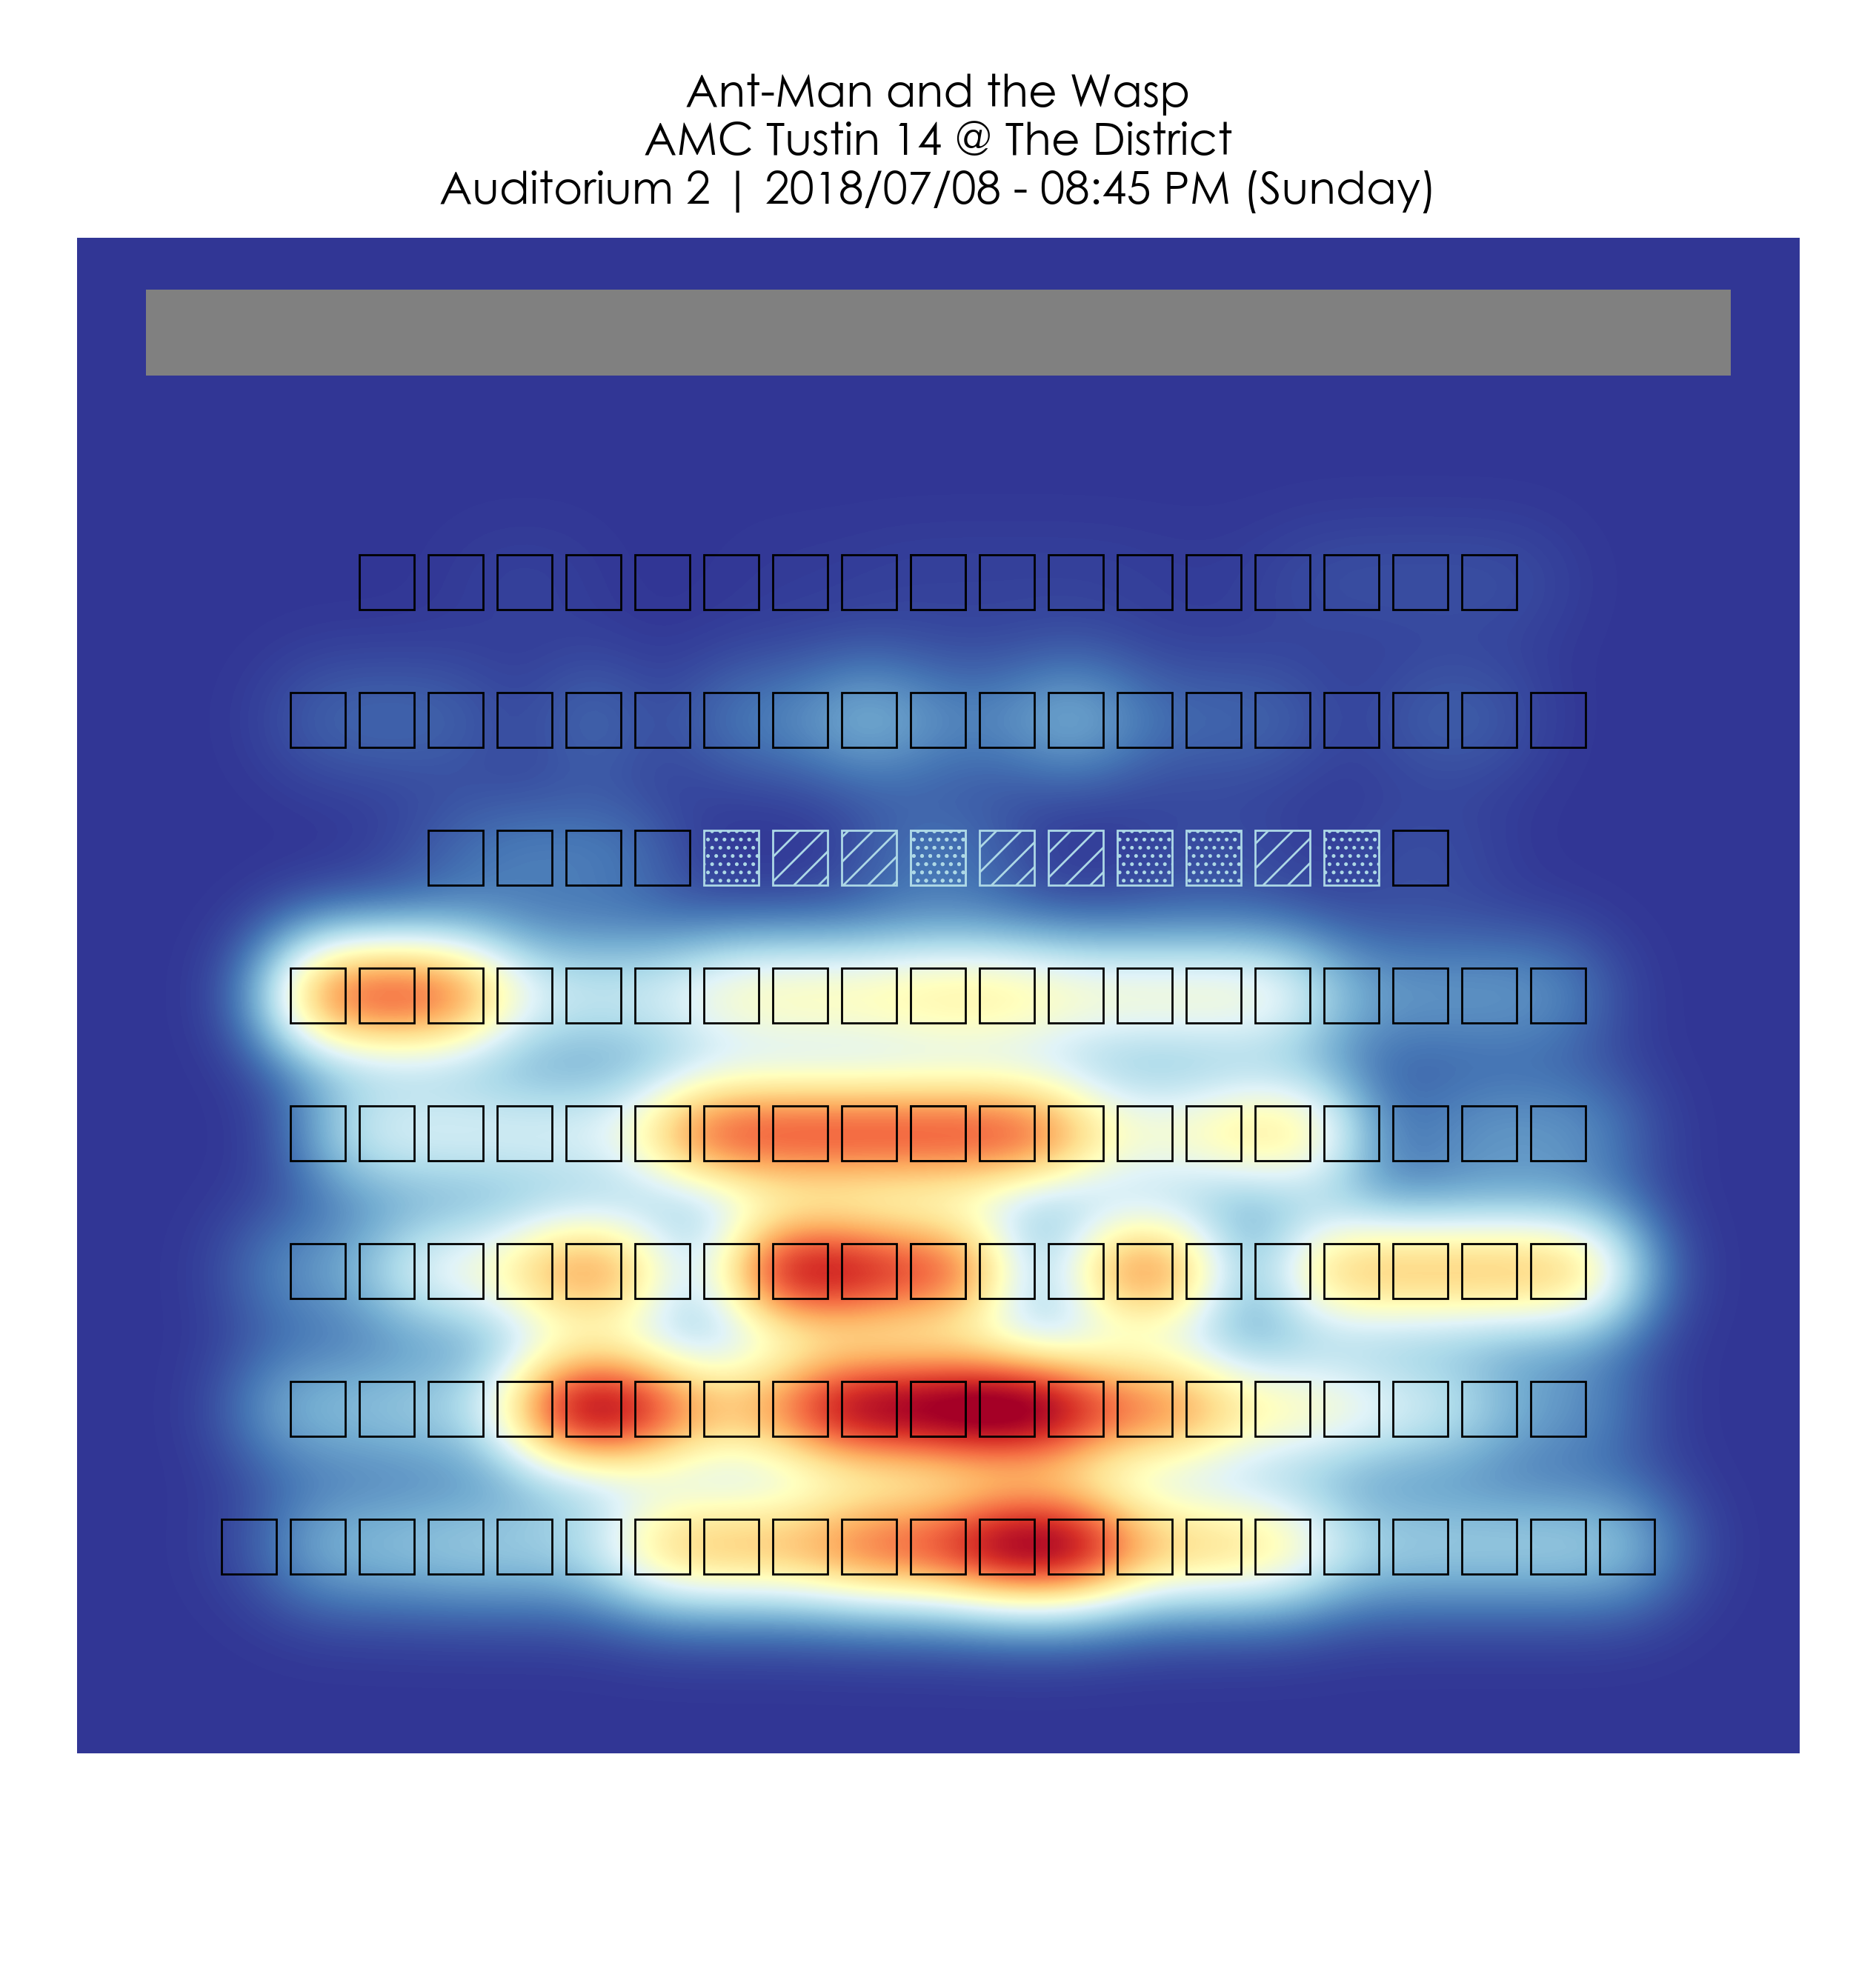 Ant-Man and the Wasp
AMC Tustin 14 @ The District
Auditorium 2 | 2018/07/08 - 08:45 PM (Sunday)